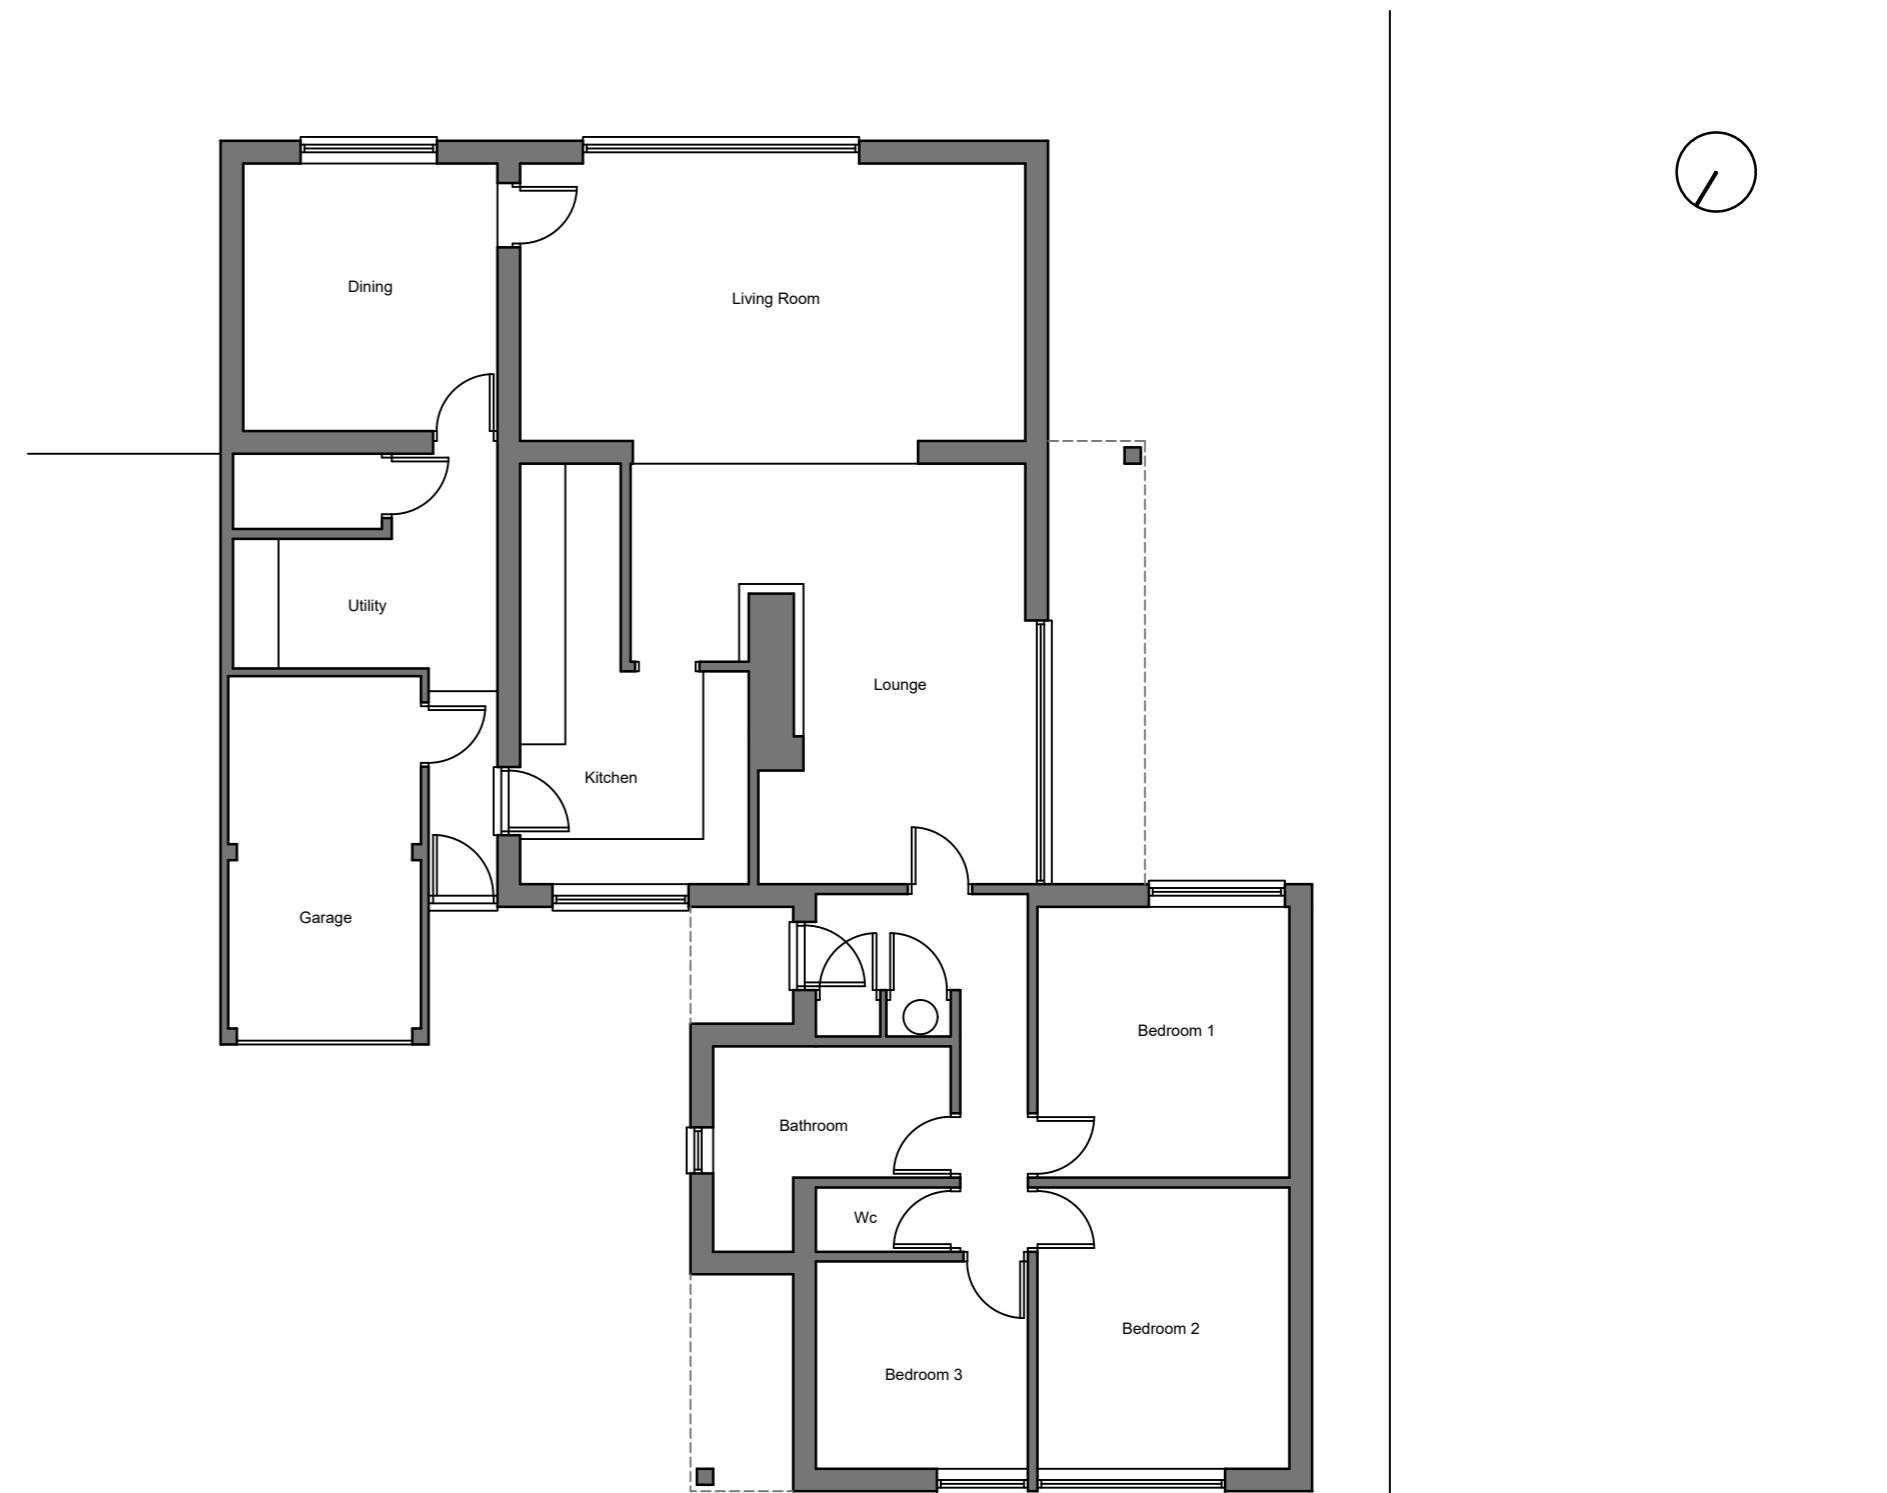 Dining
Living Room
Utility
Lounge
Kitchen
Garage
Bedroom 1
Bathroom
Wc
Bedroom 2
Bedroom 3